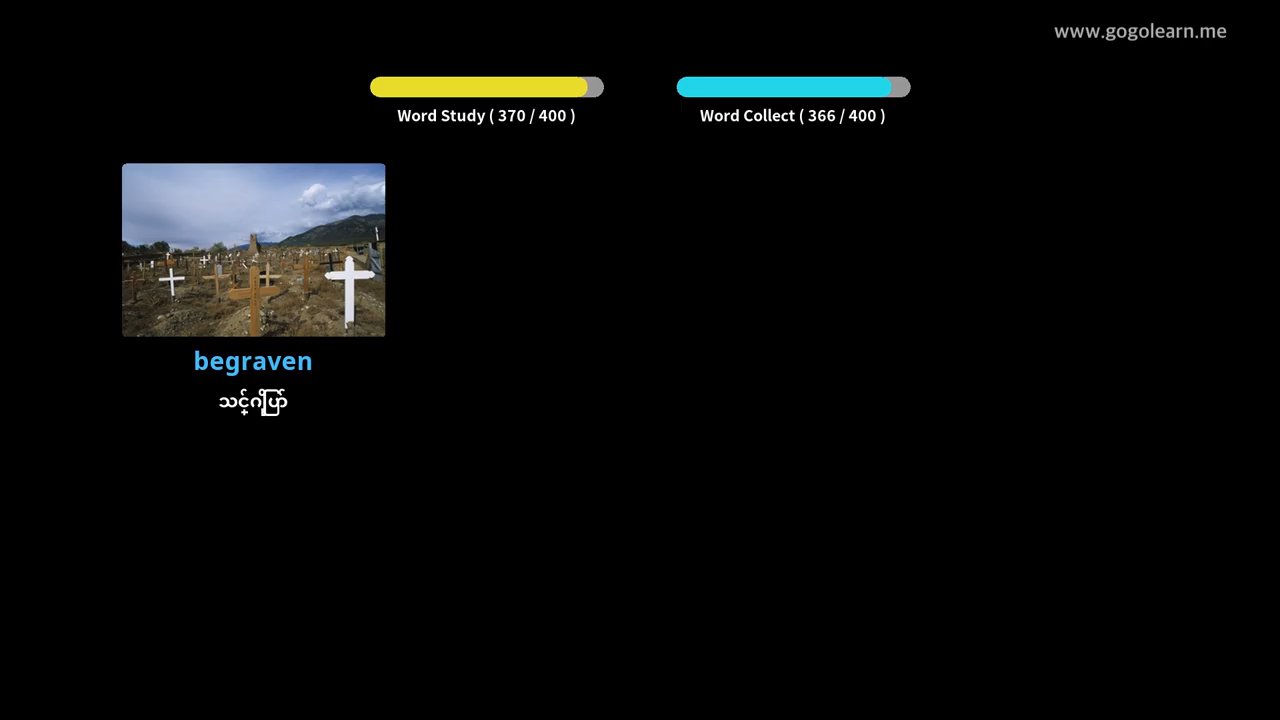 www.gogolearn.me
Word Study ( 370 / 400 )
Word Collect ( 366 / 400 )
begraven
သင်္ဂြိုဟ်